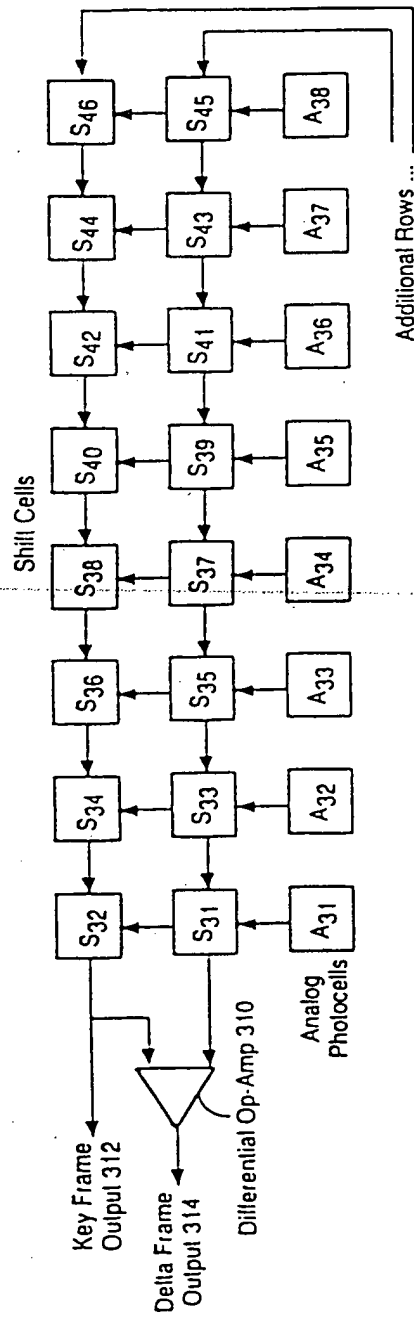 Shift Cells
Key Frame
Output 312
S32
S34
S36
S38
S40
S42
S44
S46
Delta Frame
Output 314
S31
S33
S35
S37
S39
S41
S43
S45
Differential Op-Amp 310
Analog
Photocells
A31
A32
A33
A34
A35
A36
A37
A38
Additional Rows ...